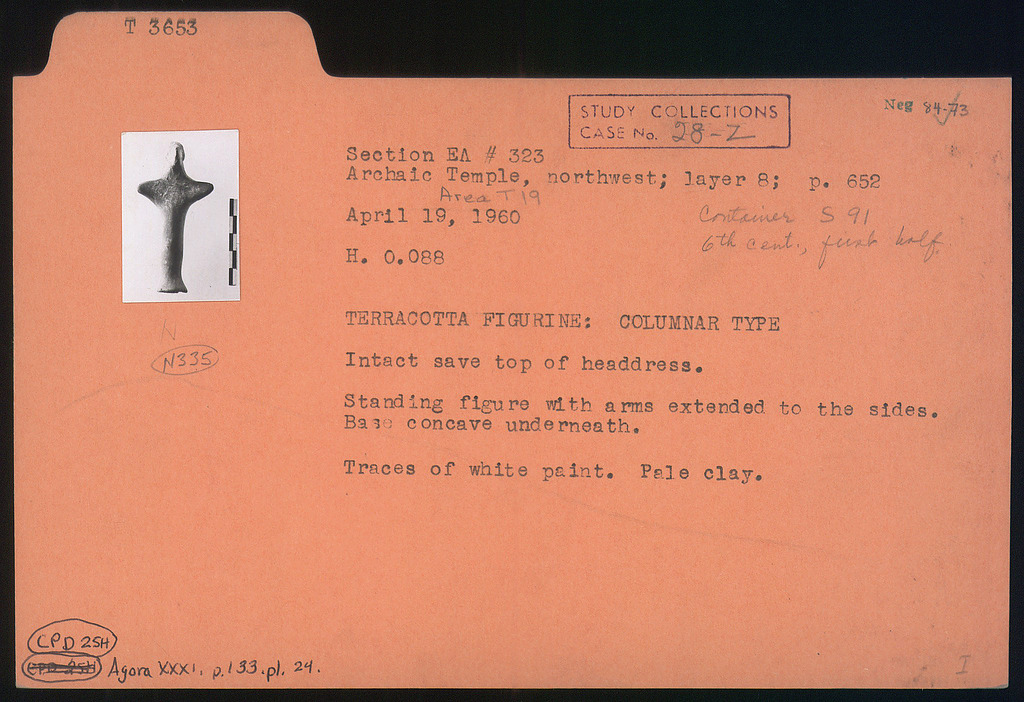 T 3653
Neg 84-73
STUDY COLLECTIONS
CASE No. 28-Z
Section EΛ # 323
Archaic Temple, northwest; layer 8; p. 652
Area T 19
April 19, 1960
Container S 91
6th cent., first half.
H. 0.088
TERRACOTTA FIGURINE: COLUMNAR TYPE
N
N335
Intact save top of headdress.
Standing figure with arms extended to the sides.
Base concave underneath.
Traces of white paint. Pale clay.
CPD 25H
CPD 25H Agora XXXI, p.133.pl. 24.
I